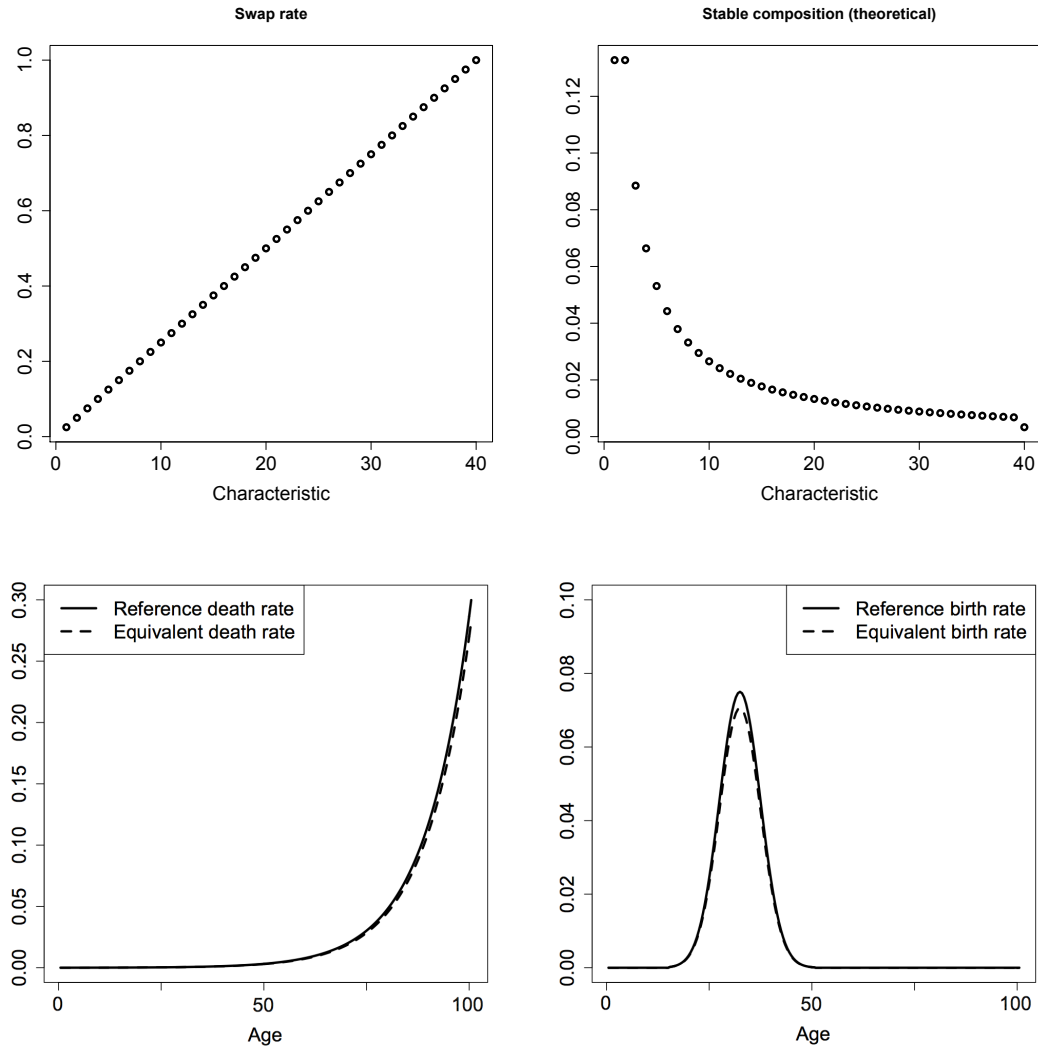 Swap rate
1.0
0.8
0.6
0.4
0.2
0.0
0 10 20 30 40
Characteristic
Stable composition (theoretical)
0.12
0.10
0.08
0.06
0.04
0.02
0.00
0 10 20 30 40
Characteristic
0.30
0.25
0.20
0.15
0.10
0.05
0.00
Reference death rate
Equivalent death rate
0 50 100
Age
0.10
0.08
0.06
0.04
0.02
0.00
Reference birth rate
Equivalent birth rate
0 50 100
Age